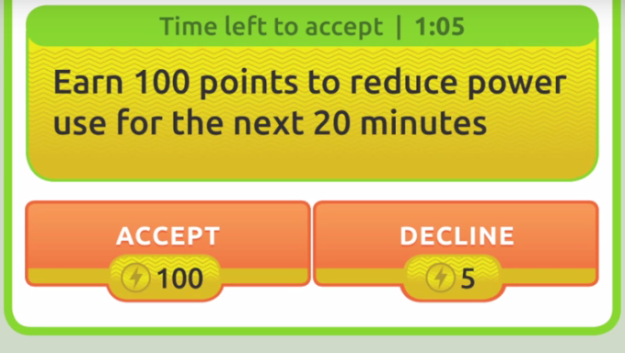 Time left to accept | 1:05
Earn 100 points to reduce power
use for the next 20 minutes
ACCEPT
DECLINE
100
5